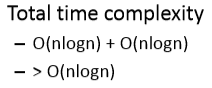 Total time complexity
– O(nlogn) + O(nlogn)
– > O(nlogn)